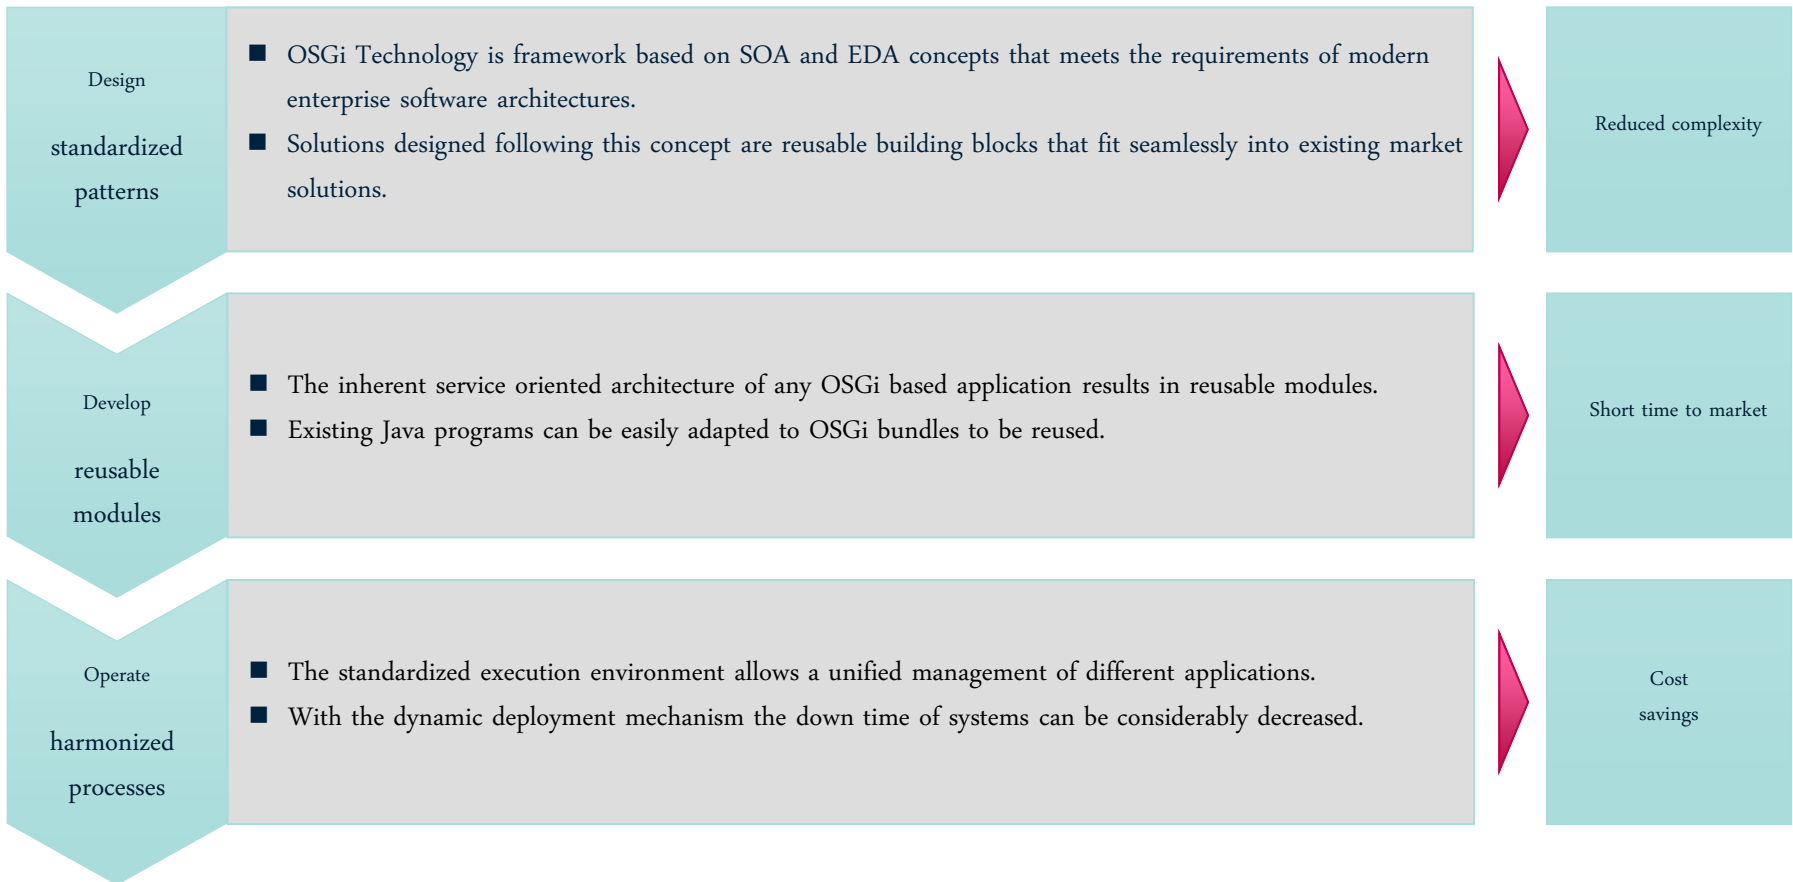 Design
standardized
patterns
■ OSGi Technology is framework based on SOA and EDA concepts that meets the requirements of modern
enterprise software architectures.
■ Solutions designed following this concept are reusable building blocks that fit seamlessly into existing market
solutions.
Reduced complexity
Develop
reusable
modules
■ The inherent service oriented architecture of any OSGi based application results in reusable modules.
■ Existing Java programs can be easily adapted to OSGi bundles to be reused.
Short time to market
Operate
harmonized
processes
■ The standardized execution environment allows a unified management of different applications.
■ With the dynamic deployment mechanism the down time of systems can be considerably decreased.
Cost
savings